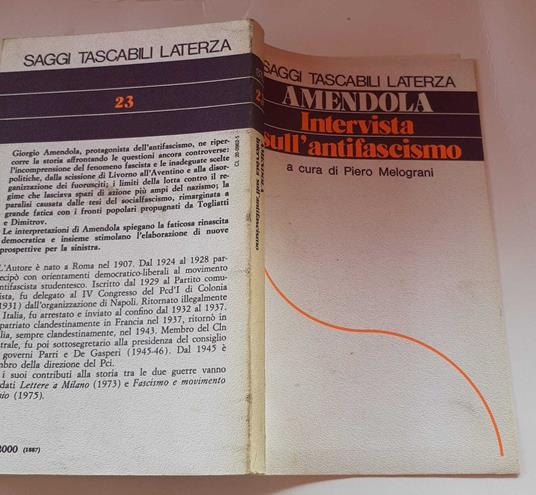 SAGGI TASCABILI LATERZA
23
Giorgio Amendola, protagonista dell'antifascismo, ne riper-
corre la storia affrontando le questioni ancora controverse:
l'incomprensione del fenomeno fascista e le inadeguate scelte
politiche, dalla scissione di Livorno all'Aventino e alla disor-
ganizzazione dei fuorusciti; i limiti della lotta contro il re-
gime che lasciava spazi di azione più ampi del nazismo; la
paralisi causata dalle tesi del socialfascismo, rimarginata a
grande fatica con i fronti popolari propugnati da Togliatti
e Dimitrov.
Le interpretazioni di Amendola spiegano la faticosa rinascita
democratica e insieme stimolano l'elaborazione di nuove
prospettive per la sinistra.
L'Autore è nato a Roma nel 1907. Dal 1924 al 1928 par-
tecipò con orientamenti democratico-liberali al movimento
antifascista studentesco. Iscritto dal 1929 al Partito comu-
ista, fu delegato al IV Congresso del Pcd'I di Colonia
1931) dall'organizzazione di Napoli. Ritornato illegalmente
Italia, fu arrestato e inviato al confino dal 1932 al 1937.
patriato clandestinamente in Francia nel 1937, ritornò in
lia, sempre clandestinamente, nel 1943. Membro del Cln
trale, fu poi sottosegretario alla presidenza del consiglio
governi Parri e De Gasperi (1945-46). Dal 1945 è
mbro della direzione del Pci.
i suoi contributi alla storia tra le due guerre vanno
dati Lettere a Milano (1973) e Fascismo e movimento
io (1975).
2000 (1887)
SAGGI TASCABILI LATERZA
AMENDOLA
Intervista
sull'antifascismo
a cura di Piero Melograni